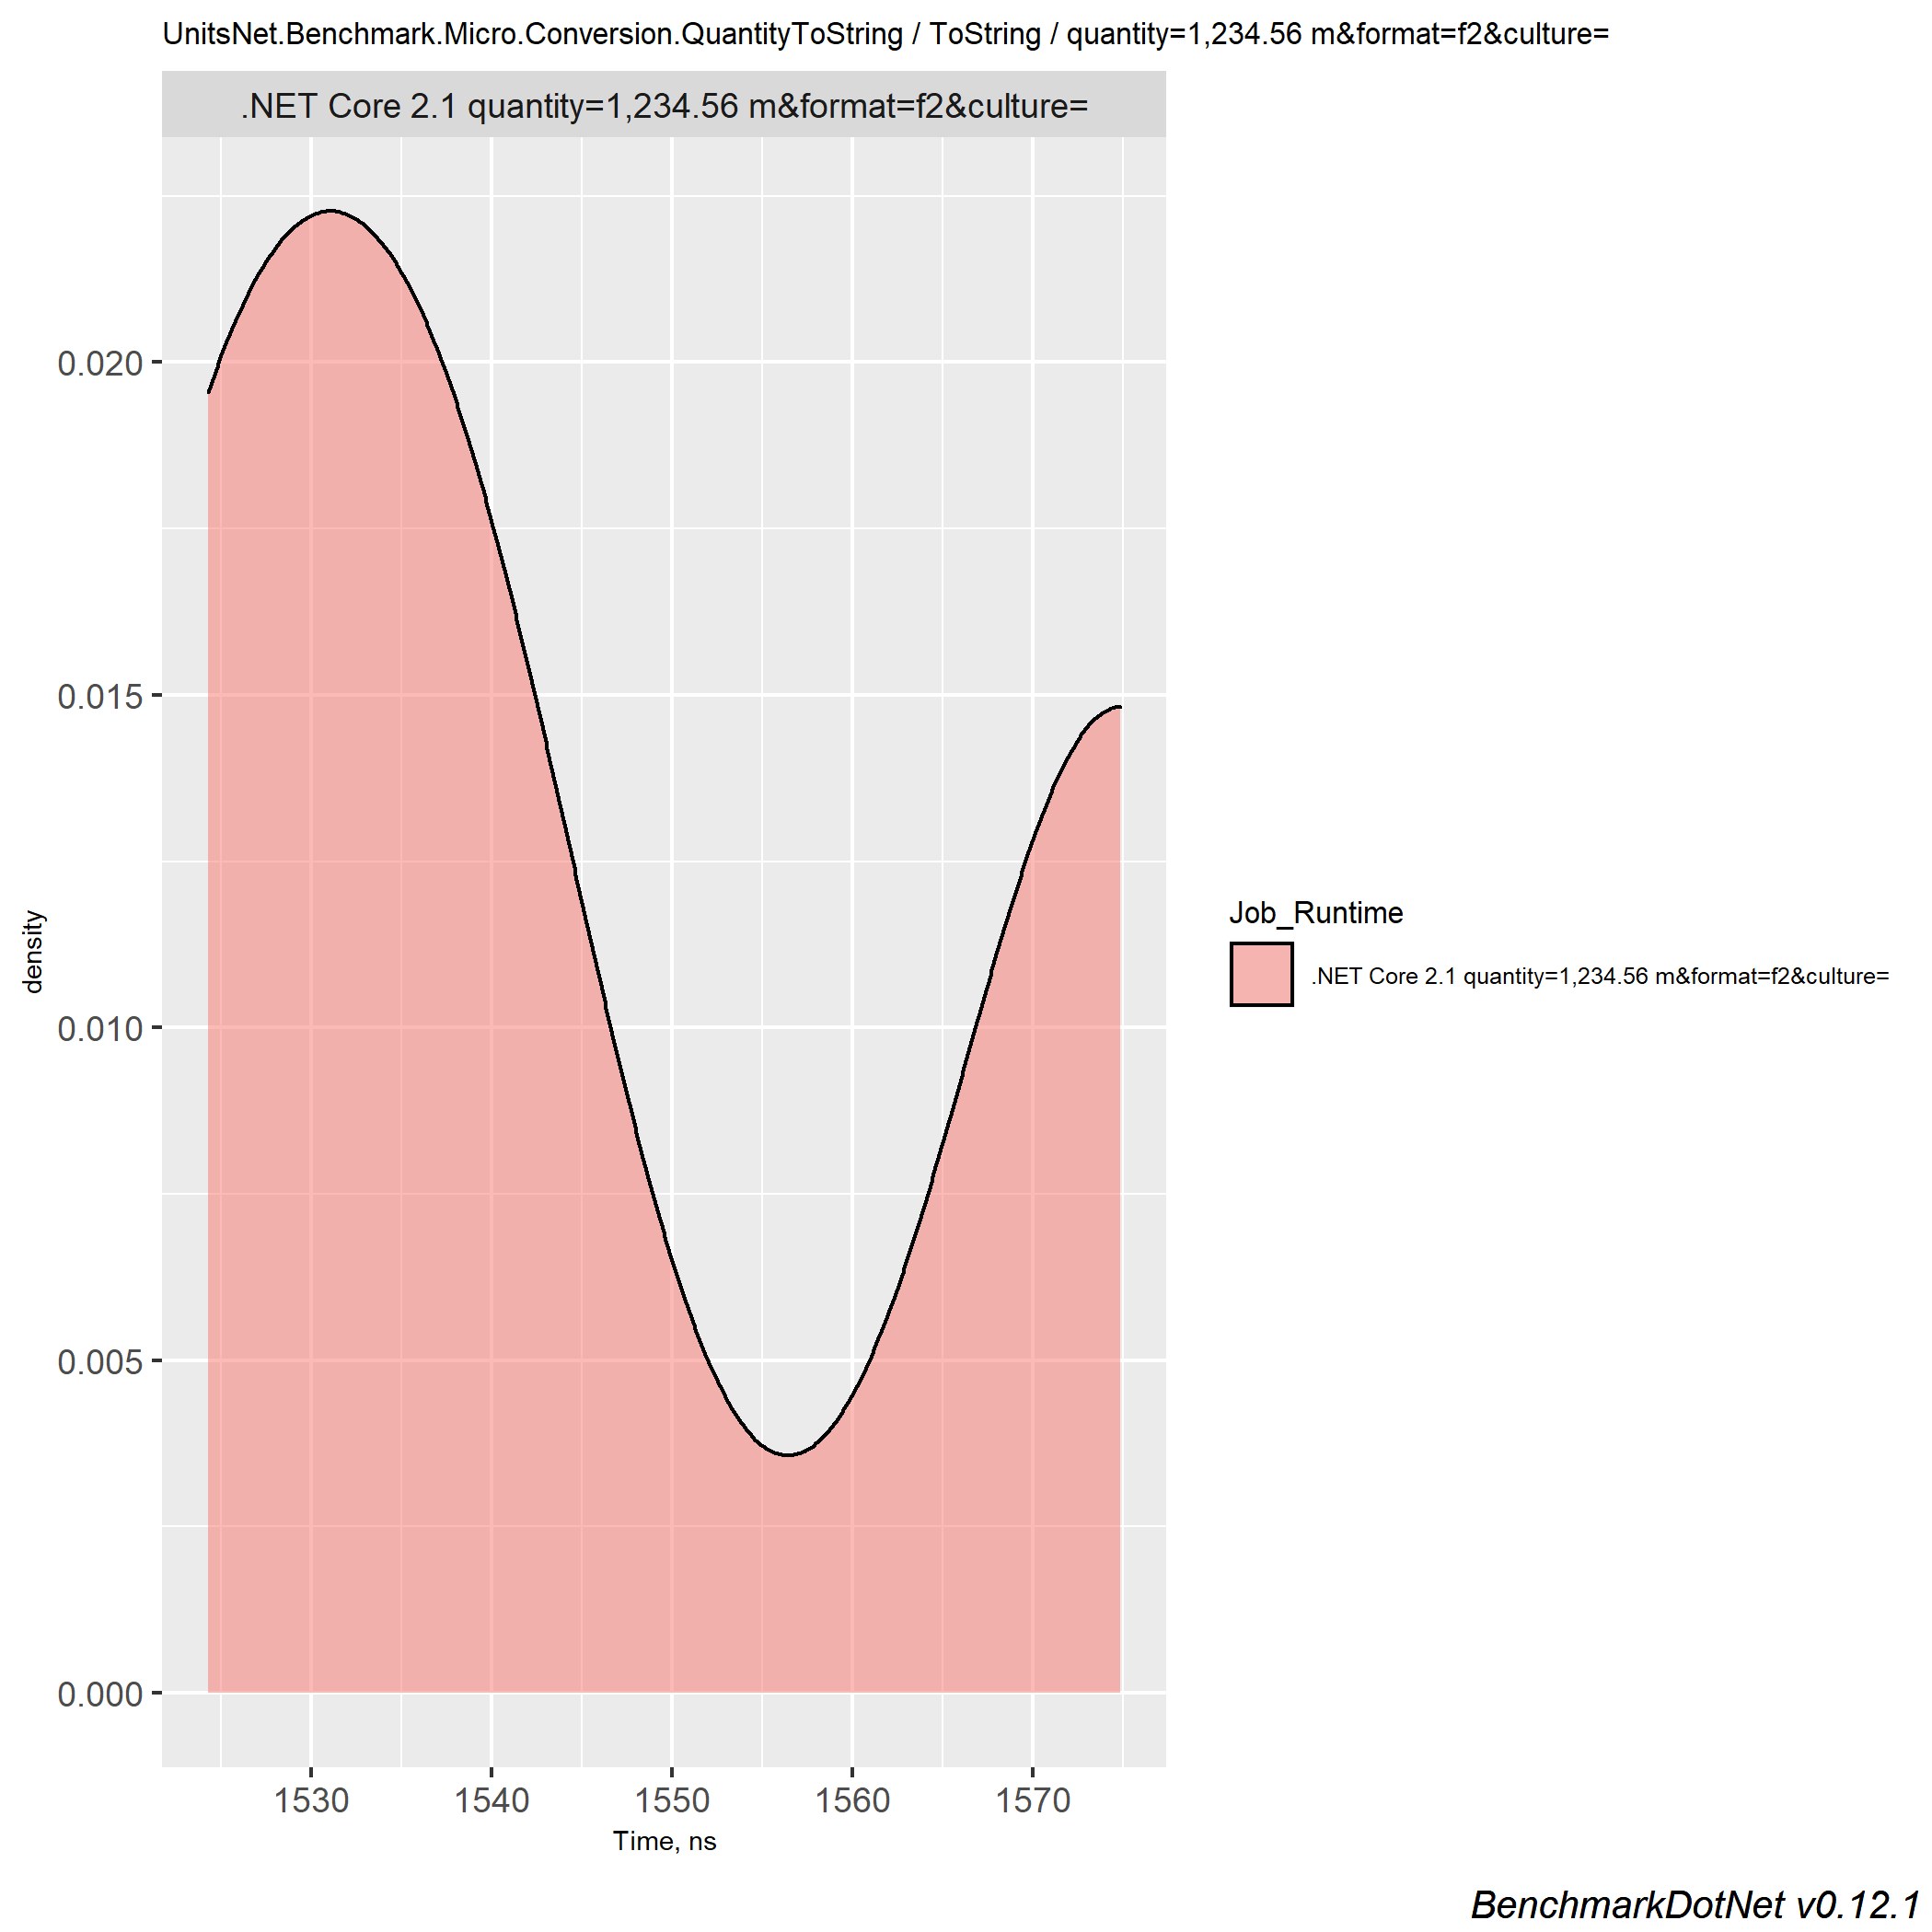 UnitsNet.Benchmark.Micro.Conversion.QuantityToString / ToString / quantity=1,234.56 m&format=f2&culture=
.NET Core 2.1 quantity=1,234.56 m&format=f2&culture=
0.020
0.015
0.010
0.005
0.000
density
1530 1540 1550 1560 1570
Time, ns
Job_Runtime
.NET Core 2.1 quantity=1,234.56 m&format=f2&culture=
BenchmarkDotNet v0.12.1